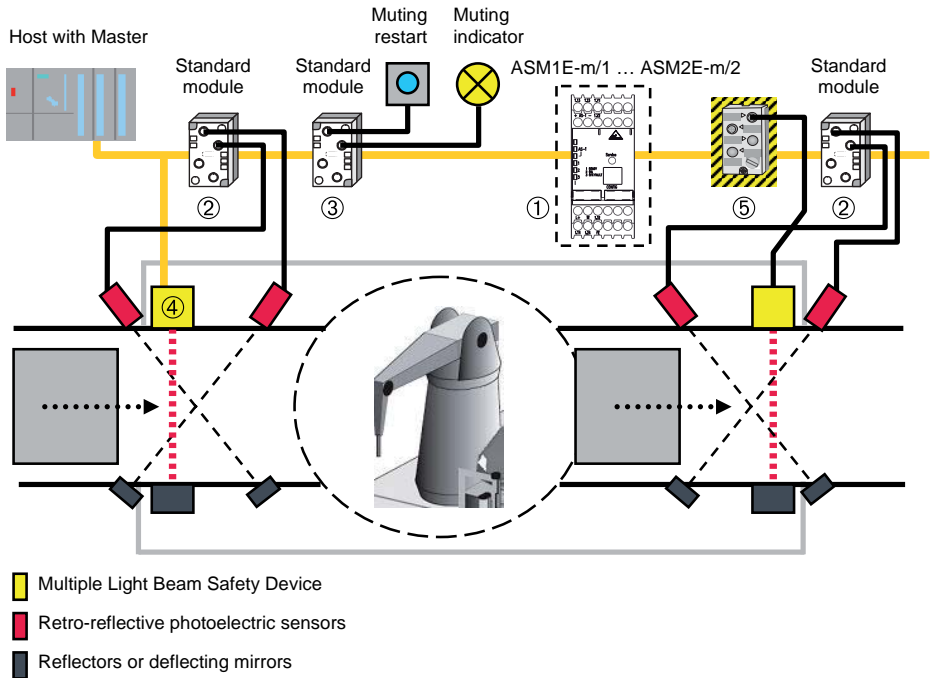 Host with Master
Standard
module
Standard
module
Muting
restart
Muting
indicator
ASM1E-m/1 … ASM2E-m/2
Standard
module
②
③
①
⑤
②
④
Multiple Light Beam Safety Device
Retro-reflective photoelectric sensors
Reflectors or deflecting mirrors